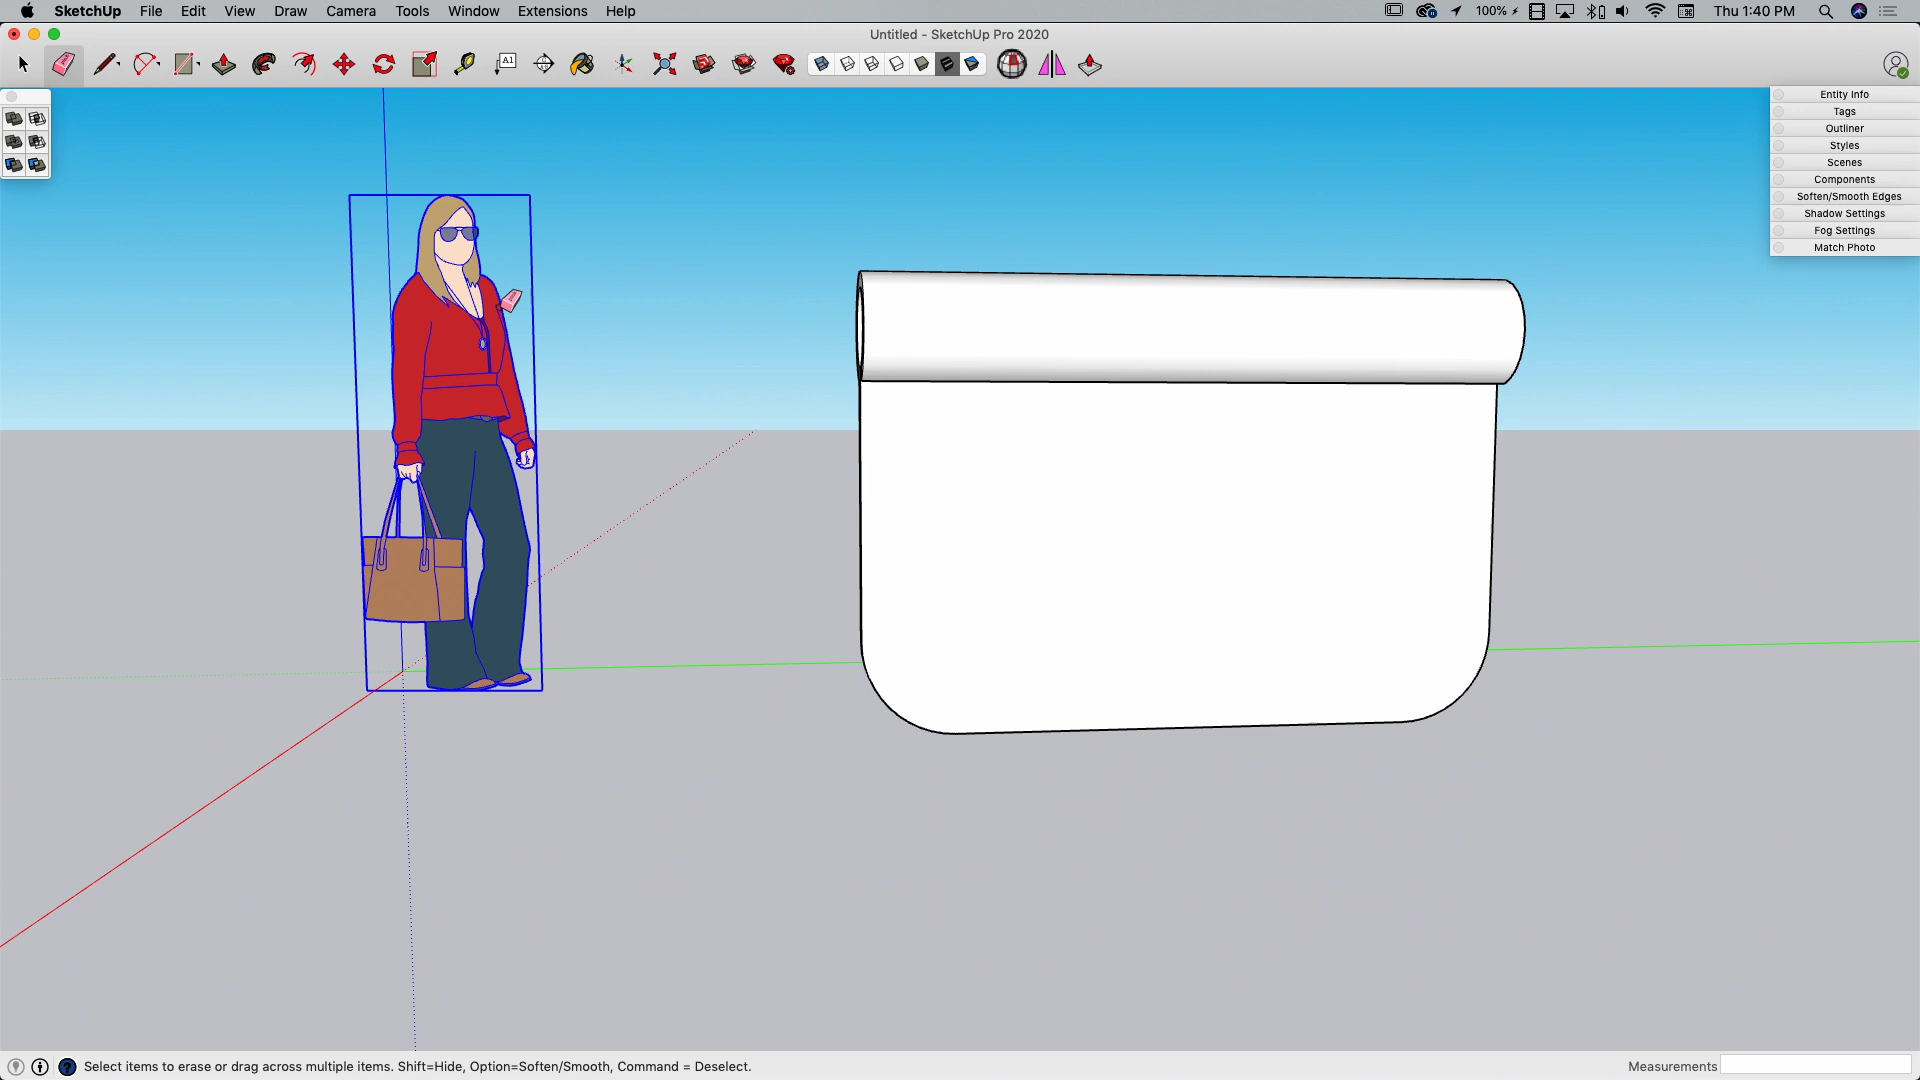 SketchUp File Edit View Draw Camera Tools Window Extensions Help 100% Thu 1:40 PM
Untitled - SketchUp Pro 2020
A1
Entity Info
Tags
Outliner
Styles
Scenes
Components
Soften/Smooth Edges
Shadow Settings
Fog Settings
Match Photo
Select items to erase or drag across multiple items. Shift=Hide, Option=Soften/Smooth, Command = Deselect. Measurements